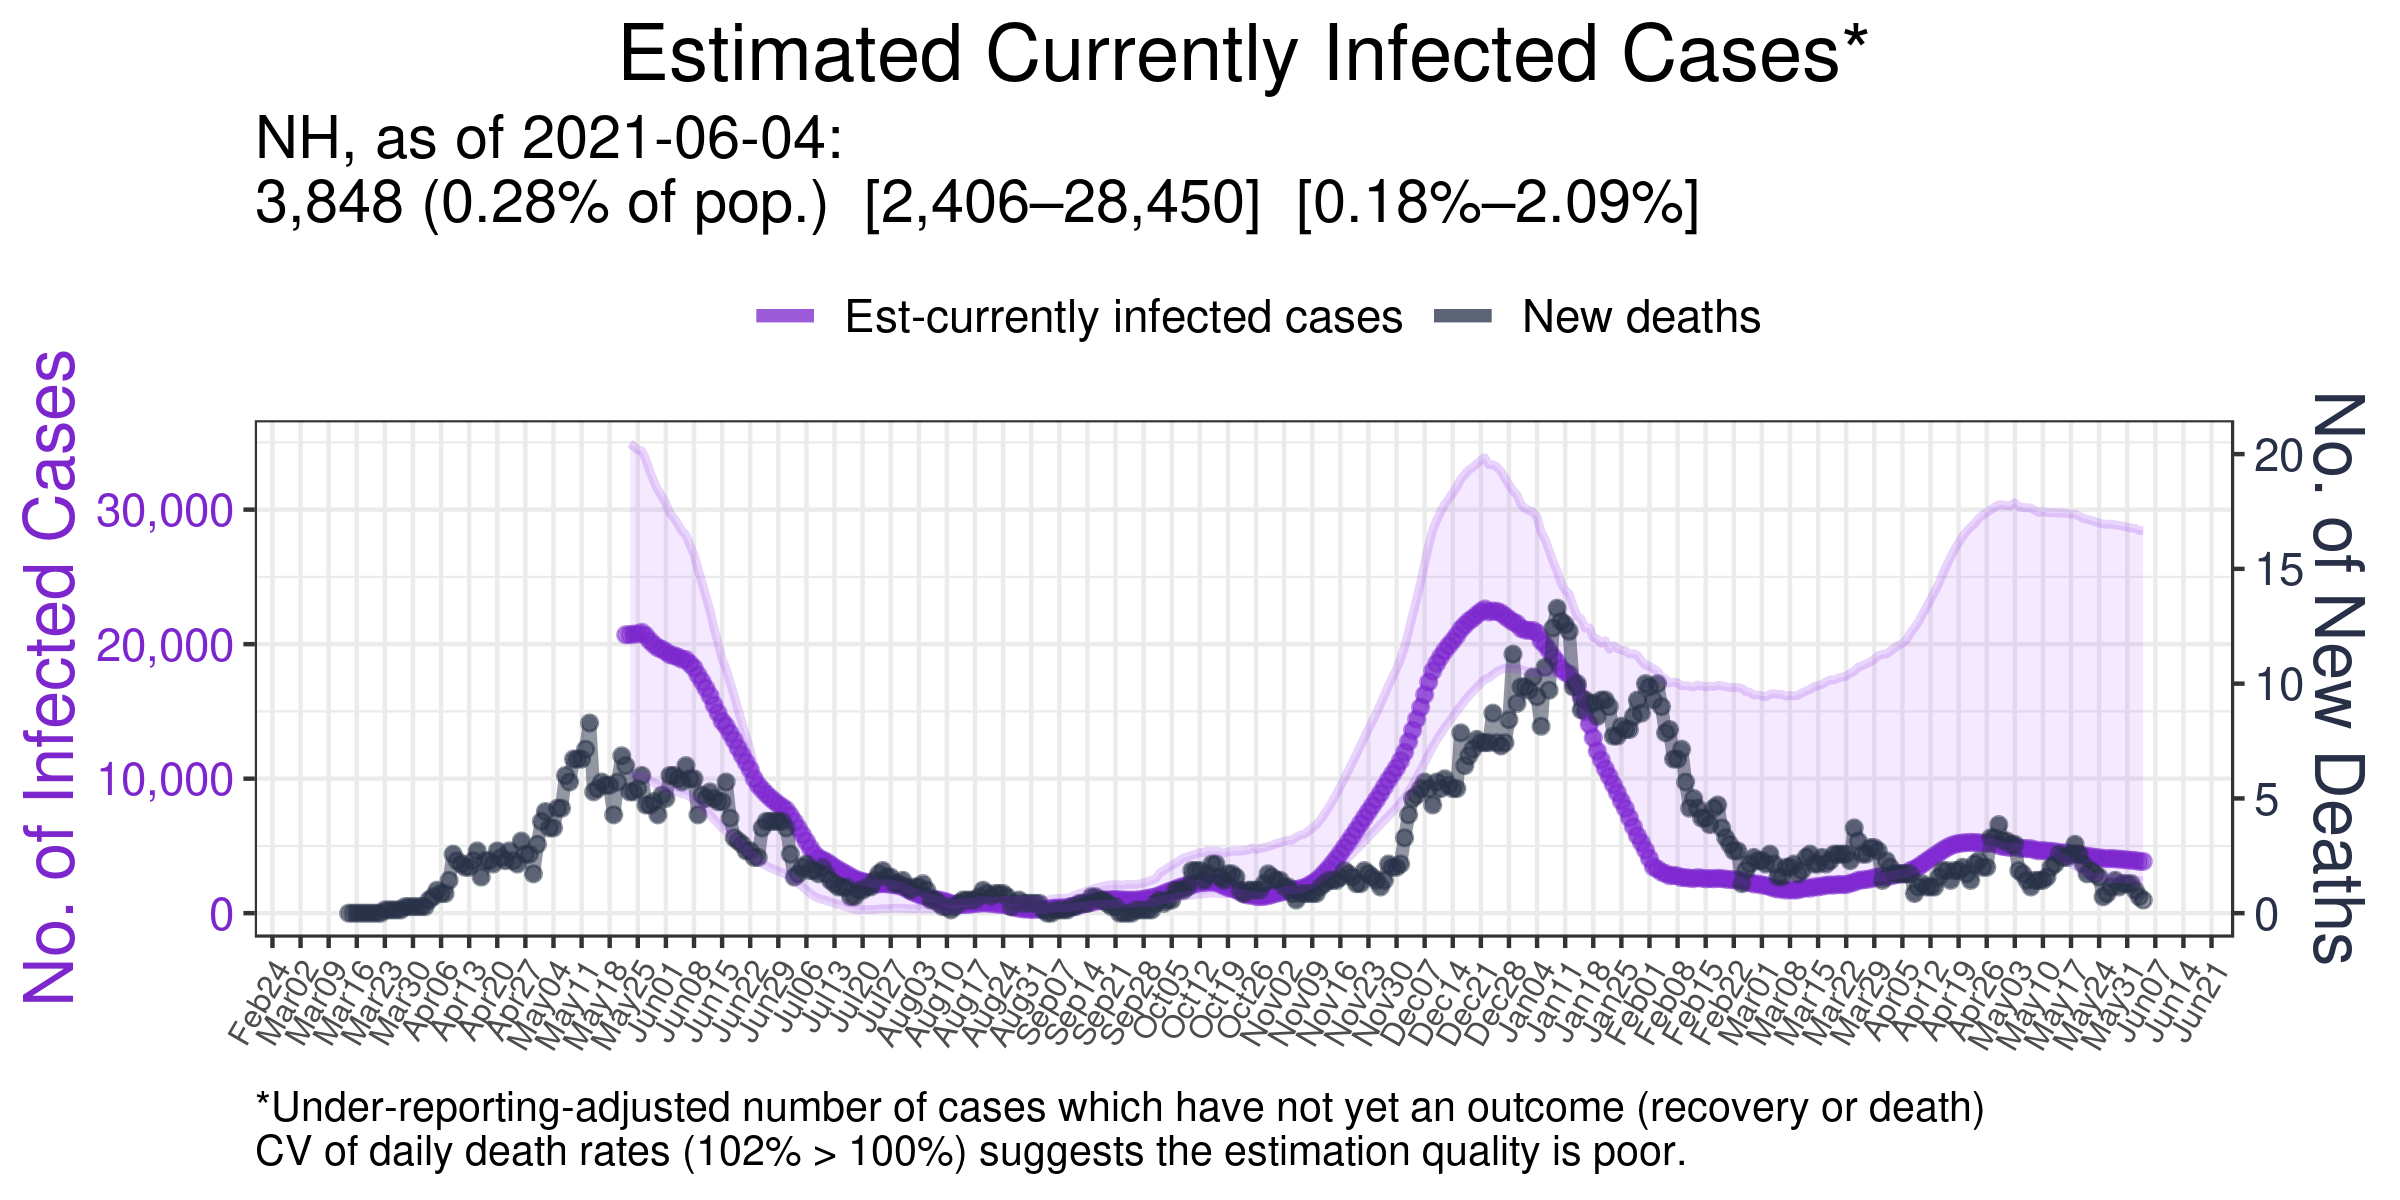 Estimated Currently Infected Cases*
NH, as of 2021-06-04:
3,848 (0.28% of pop.) [2,406–28,450] [0.18%–2.09%]
Est-currently infected cases
New deaths
No. of Infected Cases
30,000
20,000
10,000
0
No. of New Deaths
20
15
10
5
0
Feb24
Mar02
Mar09
Mar16
Mar23
Mar30
Apr06
Apr13
Apr20
Apr27
May04
May11
May18
May25
Jun01
Jun08
Jun15
Jun22
Jun29
Jul06
Jul13
Jul20
Jul27
Aug03
Aug10
Aug17
Aug24
Aug31
Sep07
Sep14
Sep21
Sep28
Oct05
Oct12
Oct19
Oct26
Nov02
Nov09
Nov16
Nov23
Nov30
Dec07
Dec14
Dec21
Dec28
Jan04
Jan11
Jan18
Jan25
Feb01
Feb08
Feb15
Feb22
Mar01
Mar08
Mar15
Mar22
Mar29
Apr05
Apr12
Apr19
Apr26
May03
May10
May17
May24
May31
Jun07
Jun14
Jun21
*Under-reporting-adjusted number of cases which have not yet an outcome (recovery or death)
CV of daily death rates (102% > 100%) suggests the estimation quality is poor.